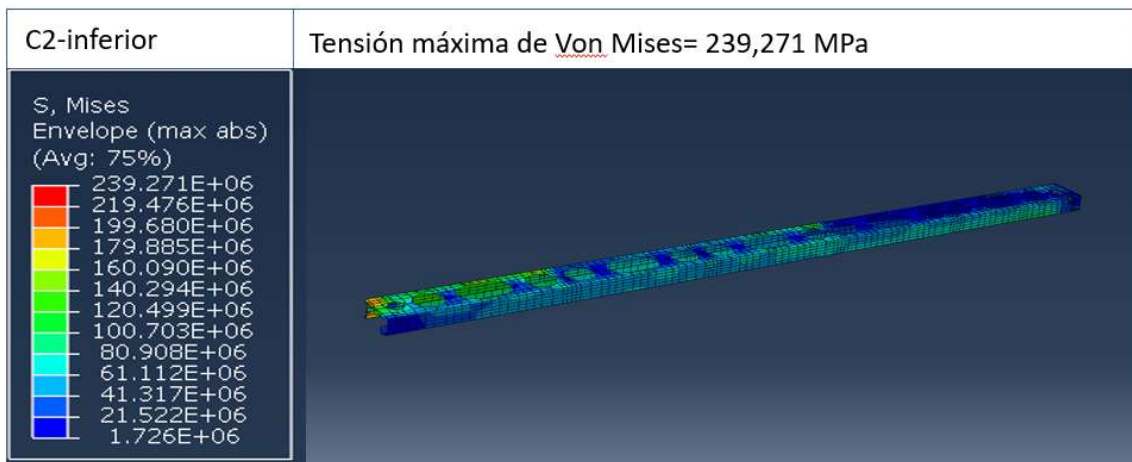 C2-inferior
Tensión máxima de Von Mises= 239,271 MPa
S, Mises
Envelope (max abs)
(Avg: 75%)
239.271E+06
219.476E+06
199.680E+06
179.885E+06
160.090E+06
140.294E+06
120.499E+06
100.703E+06
80.908E+06
61.112E+06
41.317E+06
21.522E+06
1.726E+06